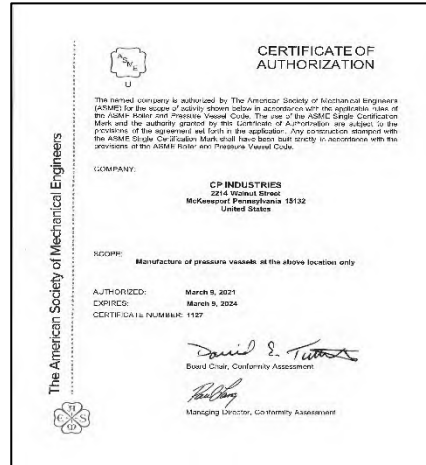 CERTIFICATE OF
AUTHORIZATION
A
S M
E
U
The named company is authorized by The American Society of Mechanical Engineers
(ASME) for the scope of activity shown below in accordance with the applicable rules of
the ASME Boiler and Pressure Vessel Code. The use of the ASME Single Certification
Mark and the authority granted by this Certificate of Authorization are subject to the
provisions of the agreement set forth in the application. Any construction stamped with
the ASME Single Certification Mark shall have been built strictly in accordance with the
provisions of the ASME Boiler and Pressure Vessel Code.
COMPANY:
CP INDUSTRIES
2214 Walnut Street
McKeesport Pennsylvania 15132
United States
SCOPE:
Manufacture of pressure vessels at the above location only
AUTHORIZED: March 9, 2021
EXPIRES: March 9, 2024
CERTIFICATE NUMBER: 1127
Board Chair, Conformity Assessment
Managing Director, Conformity Assessment
The American Society of Mechanical Engineers